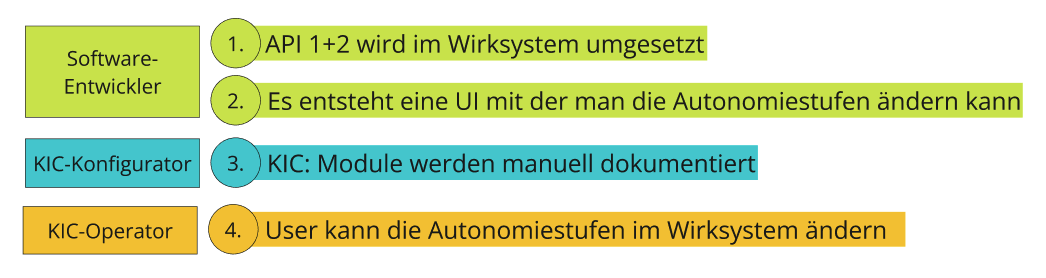 Software-
Entwickler
1. API 1+2 wird im Wirksystem umgesetzt
2. Es entsteht eine UI mit der man die Autonomiestufen ändern kann
KIC-Konfigurator
3. KIC: Module werden manuell dokumentiert
KIC-Operator
4. User kann die Autonomiestufen im Wirksystem ändern